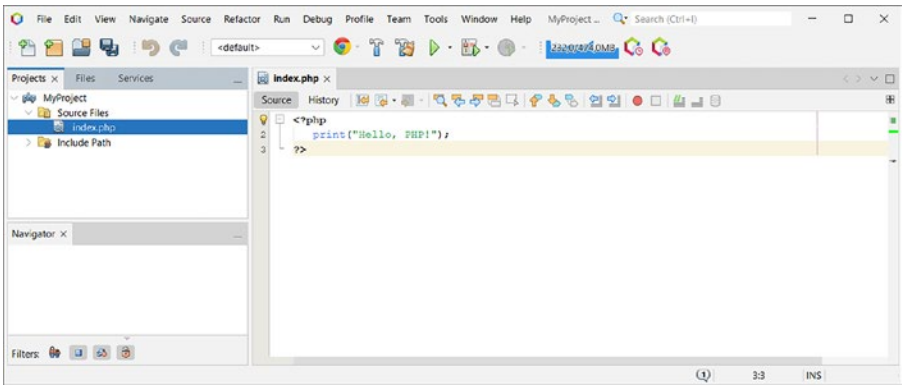 File Edit View Navigate Source Refactor Run Debug Profile Team Tools Window Help MyProject ... Search (Ctrl+I)
<default>
Projects Files Services
index.php
MyProject
Source Files
index.php
Include Path
Source History
1 <?php
2 print("Hello, PHP!");
3 ?>
Navigator
Filters:
1 3:3 INS